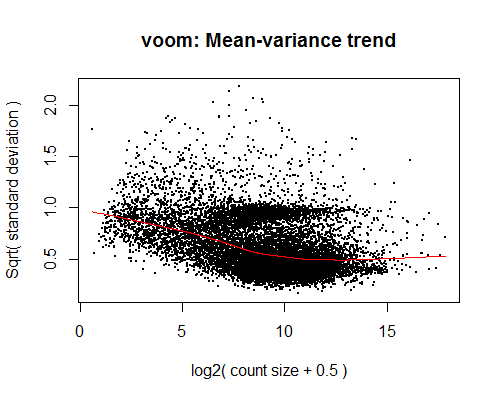 voom: Mean-variance trend
Sqrt( standard deviation )
2.0
1.5
1.0
0.5
0 5 10 15
log2( count size + 0.5 )